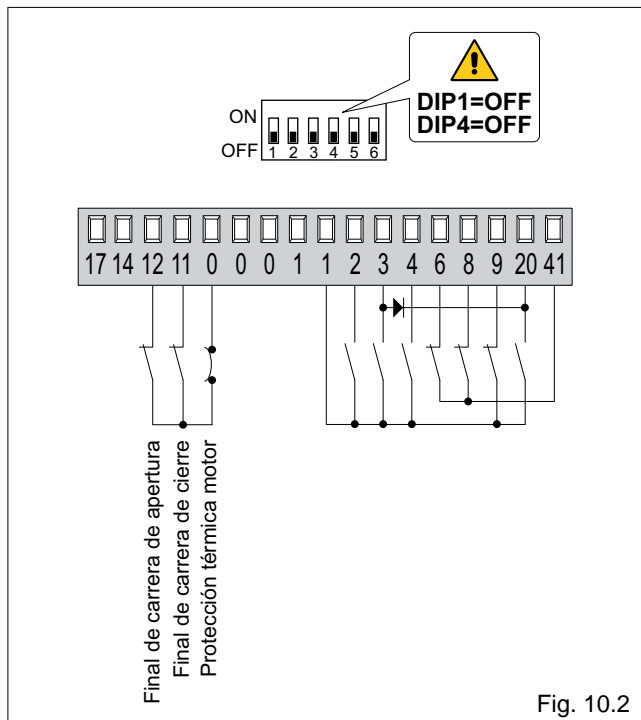 DIP1=OFF
DIP4=OFF
ON
OFF
1 2 3 4 5 6
17 14 12 11 0 0 0 1 1 2 3 4 6 8 9 20 41
Final de carrera de apertura
Final de carrera de cierre
Protección térmica motor
Fig. 10.2